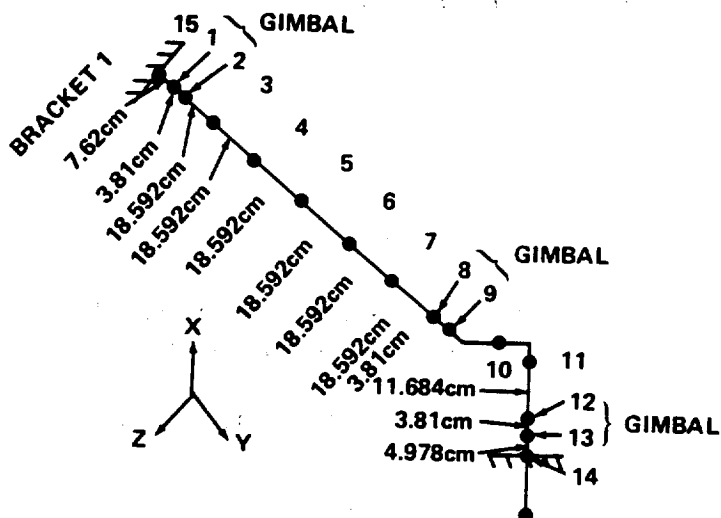 15
1
GIMBAL
2
BRACKET 1
3
7.62cm
4
3.81cm
5
18.592cm
18.592cm
6
18.592cm
7
18.592cm
8
GIMBAL
18.592cm
9
18.592cm
3.81cm
X
Z
Y
10
11
11.684cm
12
3.81cm
13
GIMBAL
4.978cm
14